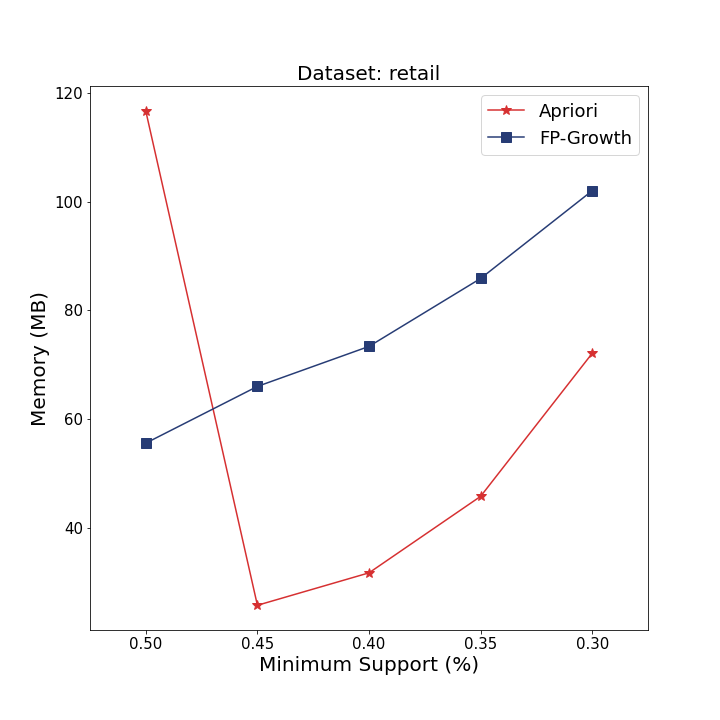 Dataset: retail
Apriori
FP-Growth
120
100
80
60
40
Memory (MB)
0.50 0.45 0.40 0.35 0.30
Minimum Support (%)